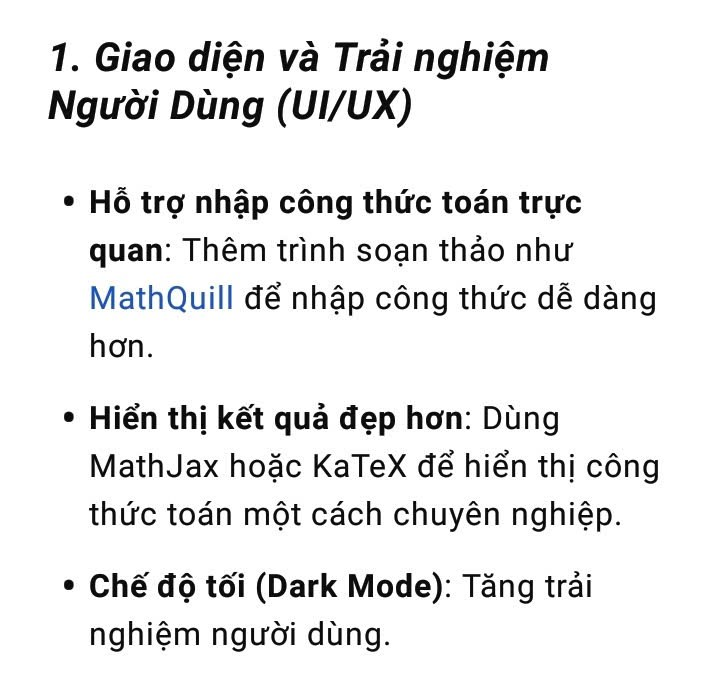 1. Giao diện và Trải nghiệm
Người Dùng (UI/UX)
• Hỗ trợ nhập công thức toán trực
quan: Thêm trình soạn thảo như
MathQuill để nhập công thức dễ dàng
hơn.
• Hiển thị kết quả đẹp hơn: Dùng
MathJax hoặc KaTeX để hiển thị công
thức toán một cách chuyên nghiệp.
• Chế độ tối (Dark Mode): Tăng trải
nghiệm người dùng.